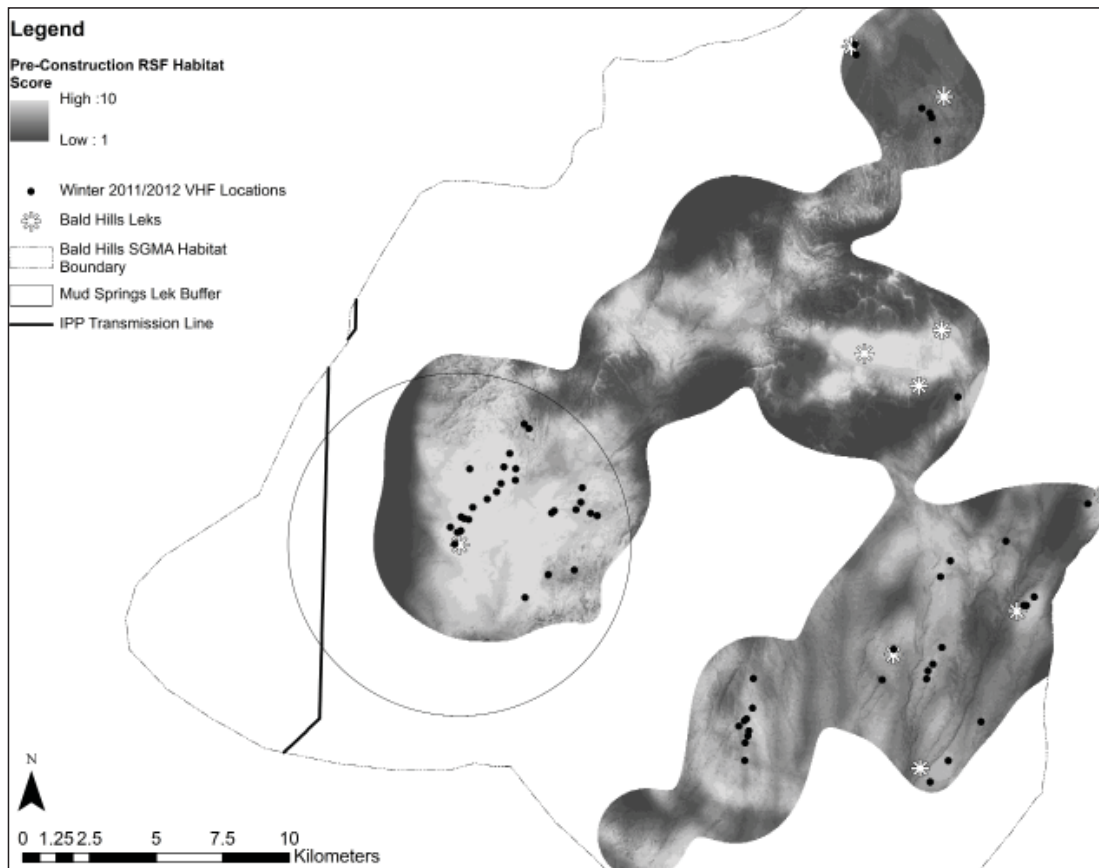 Legend
Pre-Construction RSF Habitat
Score
High :10
Low : 1
Winter 2011/2012 VHF Locations
Bald Hills Leks
Bald Hills SGMA Habitat
Boundary
Mud Springs Lek Buffer
IPP Transmission Line
N
0 1.25 2.5 5 7.5 10
Kilometers